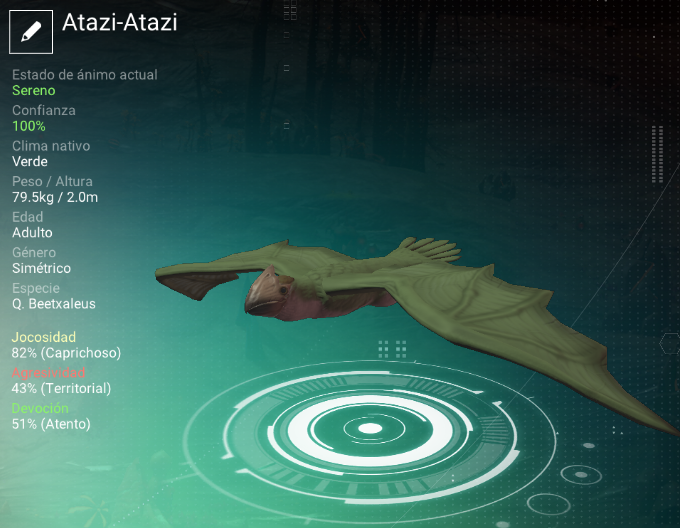 Atazi-Atazi
Estado de ánimo actual
Sereno
Confianza
100%
Clima nativo
Verde
Peso / Altura
79.5kg / 2.0m
Edad
Adulto
Género
Simétrico
Especie
Q. Beetxaleus
Jocosidad
82% (Caprichoso)
Agresividad
43% (Territorial)
Devoción
51% (Atento)